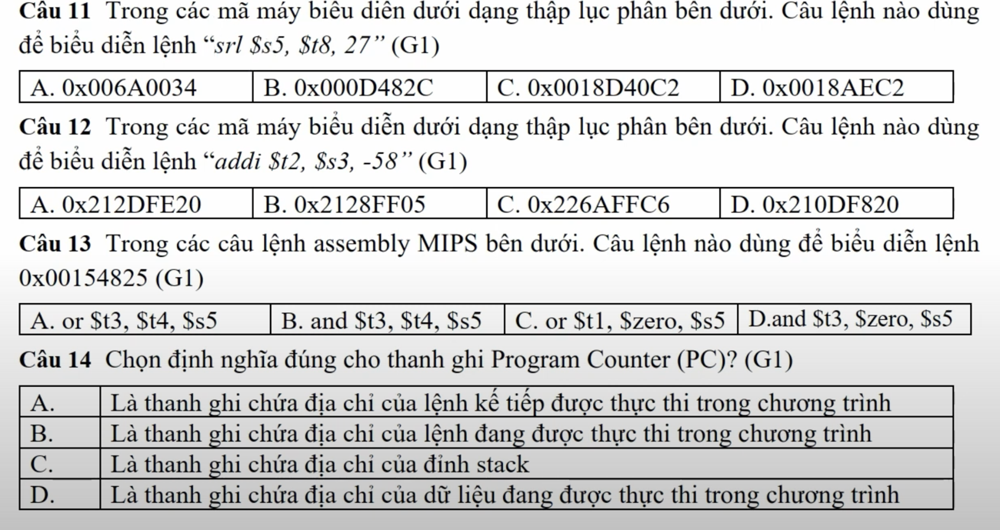 Câu 11 Trong các mã máy biểu diễn dưới dạng thập lục phân bên dưới. Câu lệnh nào dùng
để biểu diễn lệnh “srl $s5, $t8, 27” (G1)
A. 0x006A0034 B. 0x000D482C C. 0x0018D40C2 D. 0x0018AEC2
Câu 12 Trong các mã máy biểu diễn dưới dạng thập lục phân bên dưới. Câu lệnh nào dùng
để biểu diễn lệnh “addi $t2, $s3, -58” (G1)
A. 0x212DFE20 B. 0x2128FF05 C. 0x226AFFC6 D. 0x210DF820
Câu 13 Trong các câu lệnh assembly MIPS bên dưới. Câu lệnh nào dùng để biểu diễn lệnh
0x00154825 (G1)
A. or $t3, $t4, $s5 B. and $t3, $t4, $s5 C. or $t1, $zero, $s5 D.and $t3, $zero, $s5
Câu 14 Chọn định nghĩa đúng cho thanh ghi Program Counter (PC)? (G1)
A. Là thanh ghi chứa địa chỉ của lệnh kế tiếp được thực thi trong chương trình
B. Là thanh ghi chứa địa chỉ của lệnh đang được thực thi trong chương trình
C. Là thanh ghi chứa địa chỉ của đỉnh stack
D. Là thanh ghi chứa địa chỉ của dữ liệu đang được thực thi trong chương trình